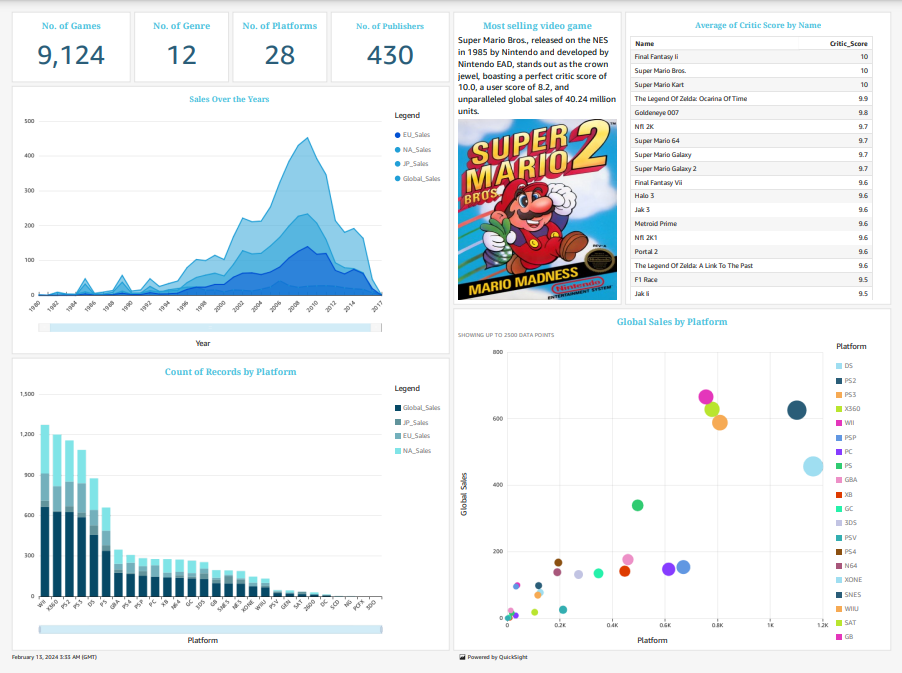 No. of Games
9,124
No. of Genre
12
No. of Platforms
28
No. of Publishers
430
Most selling video game
Super Mario Bros., released on the NES
in 1985 by Nintendo and developed by
Nintendo EAD, stands out as the crown
jewel, boasting a perfect critic score of
10.0, a user score of 8.2, and
unparalleled global sales of 40.24 million
units.
SUPER
MARIO
BROS.
2
MARIO MADNESS
Nintendo
ENTERTAINMENT SYSTEM
Average of Critic Score by Name
Name Critic_Score
Final Fantasy Ii 10
Super Mario Bros. 10
Super Mario Kart 10
The Legend Of Zelda: Ocarina Of Time 9.9
Goldeneye 007 9.8
Nfl 2K 9.7
Super Mario 64 9.7
Super Mario Galaxy 9.7
Super Mario Galaxy 2 9.7
Final Fantasy Vii 9.6
Halo 3 9.6
Jak 3 9.6
Metroid Prime 9.6
Nfl 2K1 9.6
Portal 2 9.6
The Legend Of Zelda: A Link To The Past 9.6
F1 Race 9.5
Jak Ii 9.5
Sales Over the Years
500
400
300
200
100
0
1980 1982 1984 1986 1988 1990 1992 1994 1996 1998 2000 2002 2004 2006 2008 2010 2012 2014 2017
Year
Legend
EU_Sales
NA_Sales
JP_Sales
Global_Sales
Count of Records by Platform
1,500
1,200
900
600
300
0
WII X360 PS2 PS3 DS PS GBA PS4 PSP PC XB N64 GC 3DS GB SNES NES XONE WIIU PSV GEN SAT 2600 DC SCD NG PCFX 3DO
Platform
Legend
Global_Sales
JP_Sales
EU_Sales
NA_Sales
Global Sales by Platform
SHOWING UP TO 2500 DATA POINTS
800
600
400
200
0
Global Sales
0 0.2K 0.4K 0.6K 0.8K 1K 1.2K
Platform
Platform
DS
PS2
PS3
X360
WII
PSP
PC
PS
GBA
XB
GC
3DS
PSV
PS4
N64
XONE
SNES
WIIU
SAT
GB
February 13, 2024 3:33 AM (GMT)
Powered by QuickSight